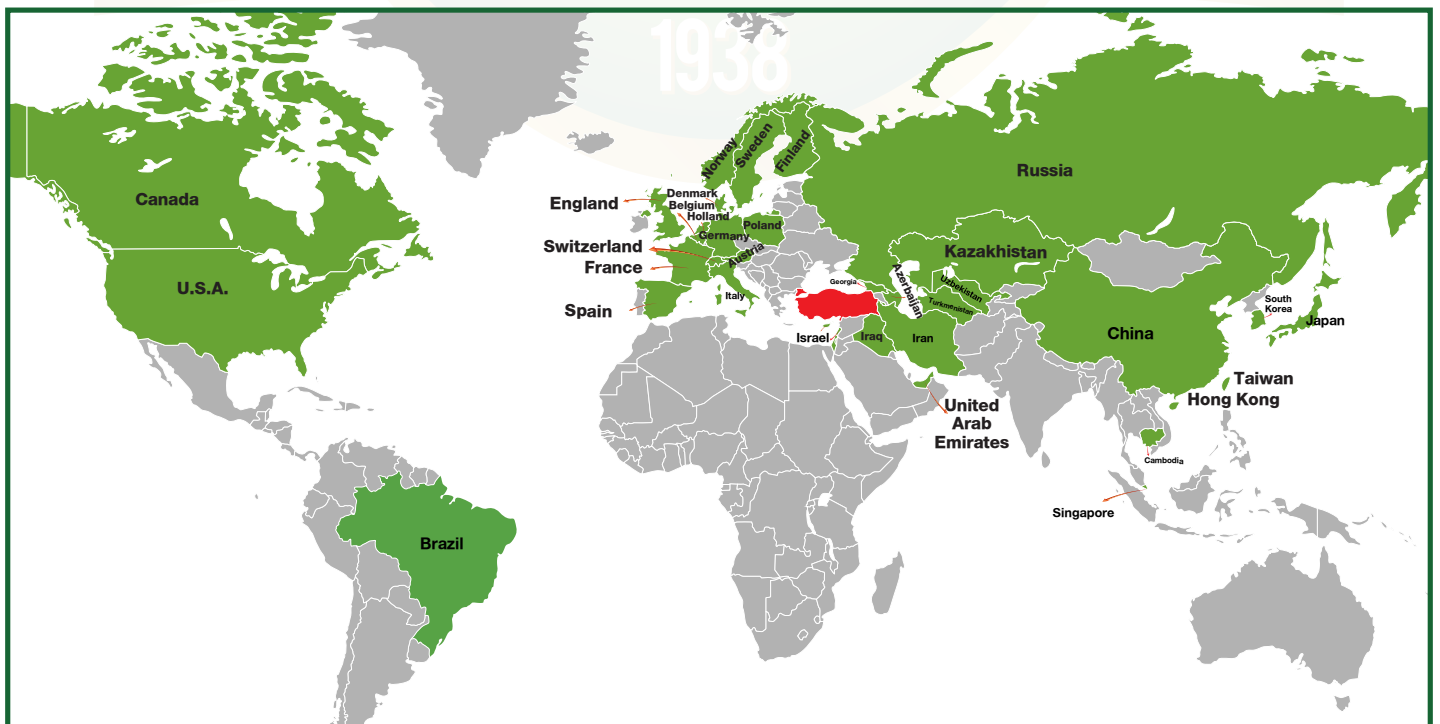 1938
Norway
Sweden
Finland
Russia
Canada
England
Denmark
Belgium
Holland
Poland
Germany
Switzerland
Austria
France
Kazakhstan
U.S.A.
Georgia
Azerbaijan
Uzbekistan
Turkmenistan
Italy
Spain
South
Korea
Japan
China
Israel
Iraq
Iran
Taiwan
Hong Kong
United
Arab
Emirates
Cambodia
Singapore
Brazil